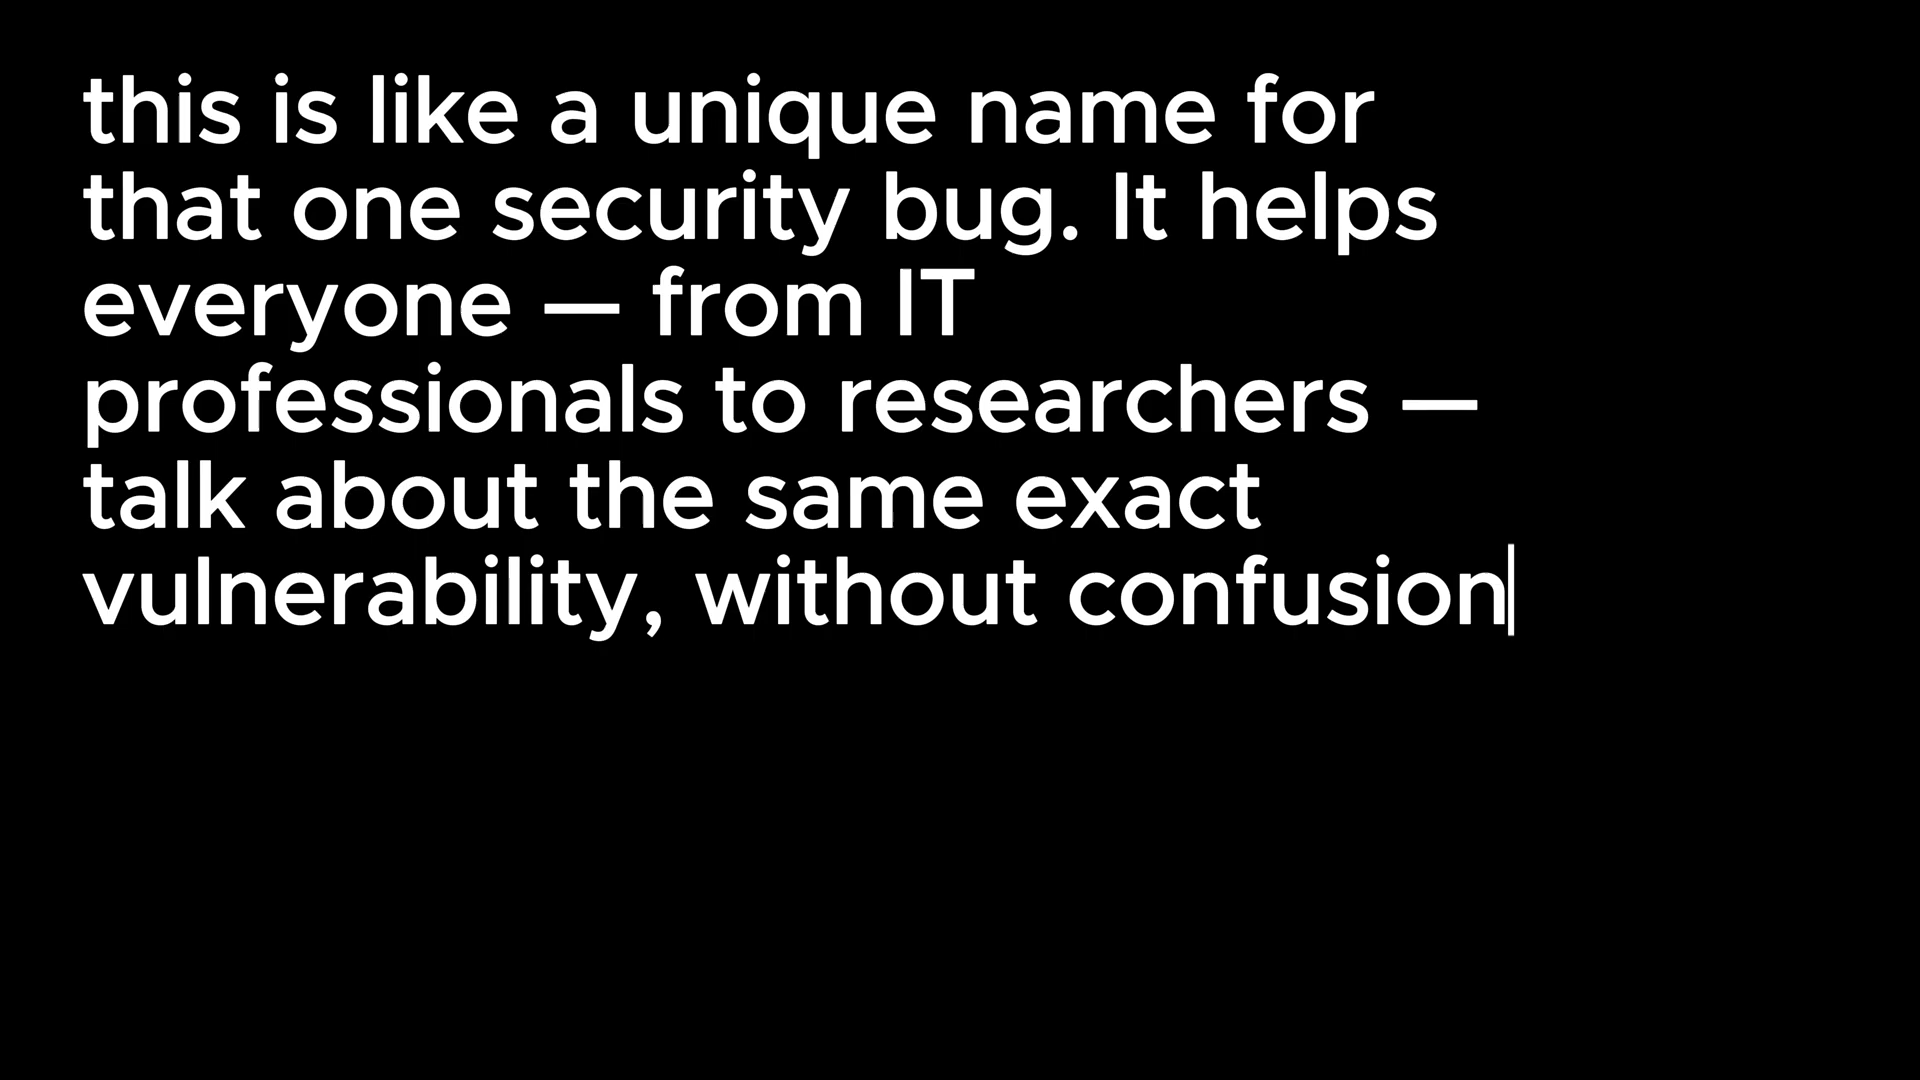 this is like a unique name for
that one security bug. It helps
everyone — from IT
professionals to researchers —
talk about the same exact
vulnerability, without confusion